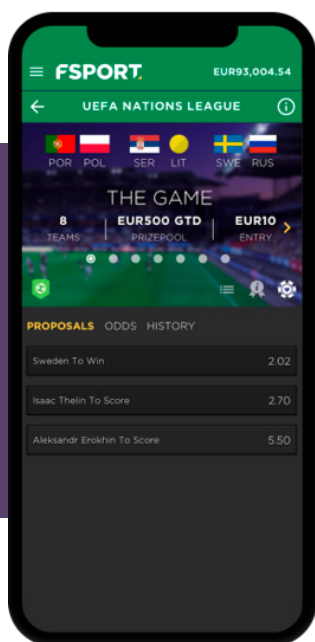 FSPORT. EUR93,004.54
UEFA NATIONS LEAGUE
POR POL SER LIT SWE RUS
THE GAME
8 EUR500 GTD EUR10
TEAMS PRIZEPOOL ENTRY
PROPOSALS ODDS HISTORY
Sweden To Win 2.02
Isaac Thelin To Score 2.70
Aleksandr Erokhin To Score 5.50